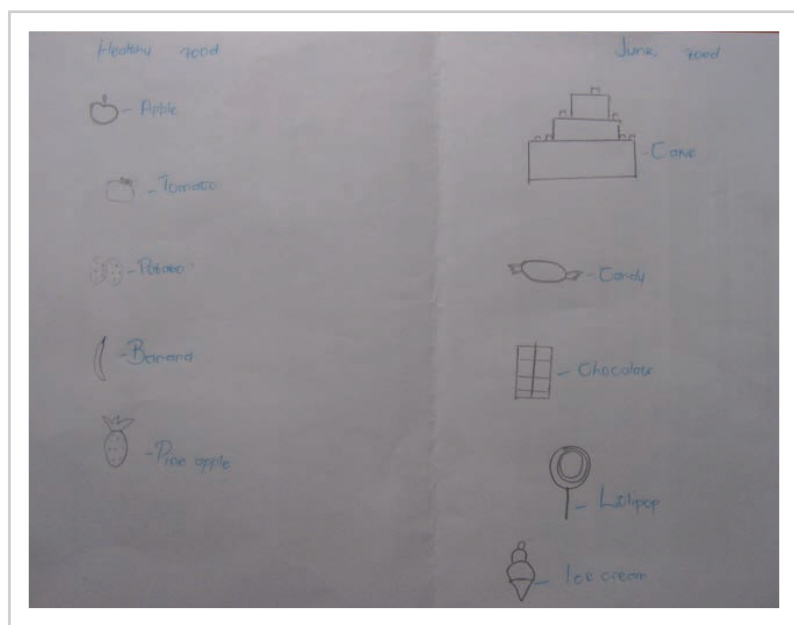 Healthy food
- Apple
- Tomato
- Potato
- Banana
- Pine apple
Junk food
- Cake
- Candy
- Chocolate
- Lolipop
- Ice cream